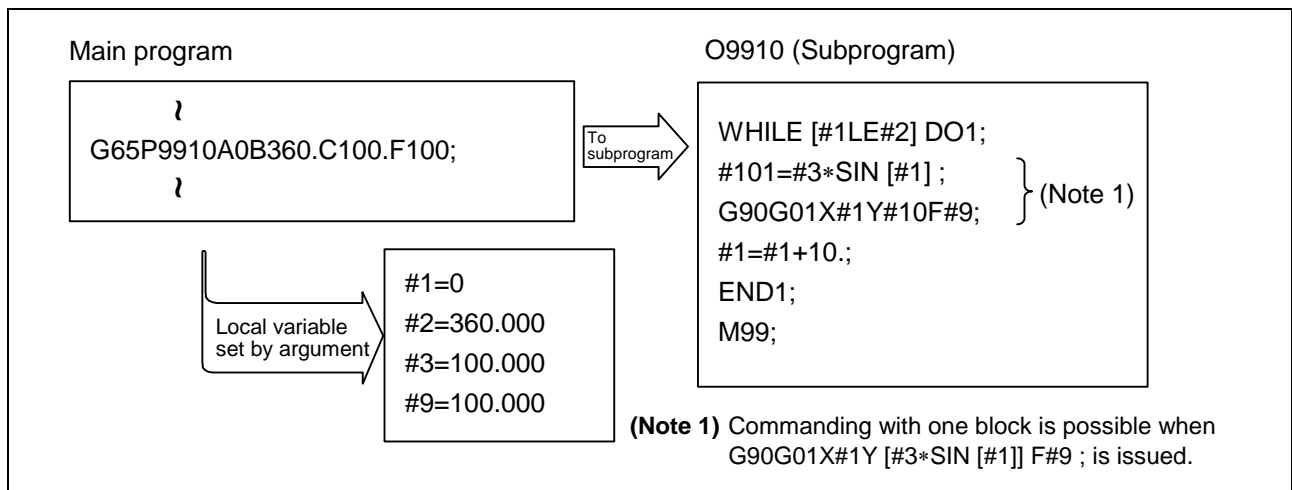 Main program
~
G65P9910A0B360.C100.F100;
~
To
subprogram
O9910 (Subprogram)
WHILE [#1LE#2] DO1;
#101=#3∗SIN [#1] ;
G90G01X#1Y#10F#9;
#1=#1+10.;
END1;
M99;
(Note 1)
Local variable
set by argument
#1=0
#2=360.000
#3=100.000
#9=100.000
(Note 1) Commanding with one block is possible when
G90G01X#1Y [#3∗SIN [#1]] F#9 ; is issued.